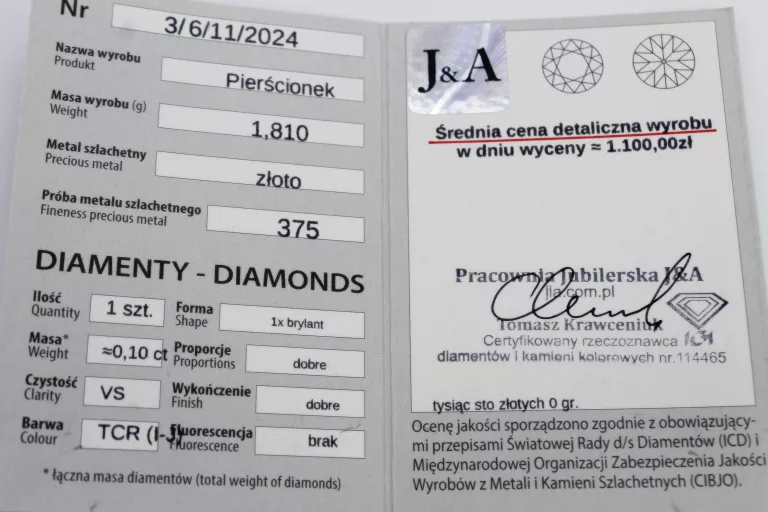 Nr 3/6/11/2024
Nazwa wyrobu
Produkt
Pierścionek
Masa wyrobu (g)
Weight
1,810
Metal szlachetny
Precious metal
złoto
Próba metalu szlachetnego
Fineness precious metal
375
DIAMENTY - DIAMONDS
Ilość
Quantity
1 szt.
Forma
Shape
1x brylant
Masa*
Weight
≈0,10 ct
Proporcje
Proportions
dobre
Czystość
Clarity
VS
Wykończenie
Finish
dobre
Barwa
Colour
TCR (I-J)
Fluorescencja
Fluorescence
brak
* łączna masa diamentów (total weight of diamonds)
J&A
Średnia cena detaliczna wyrobu
w dniu wyceny ≈ 1.100,00zł
Pracownia Jubilerska J&A
jia.com.pl
Tomasz Krawceniuk
Certyfikowany rzeczoznawca
diamentów i kamieni kolorowych nr.114465
tysiąc sto złotych 0 gr.
Ocenę jakości sporządzono zgodnie z obowiązujący-
mi przepisami Światowej Rady d/s Diamentów (ICD) i
Międzynarodowej Organizacji Zabezpieczenia Jakości
Wyrobów z Metali i Kamieni Szlachetnych (CIBJO).